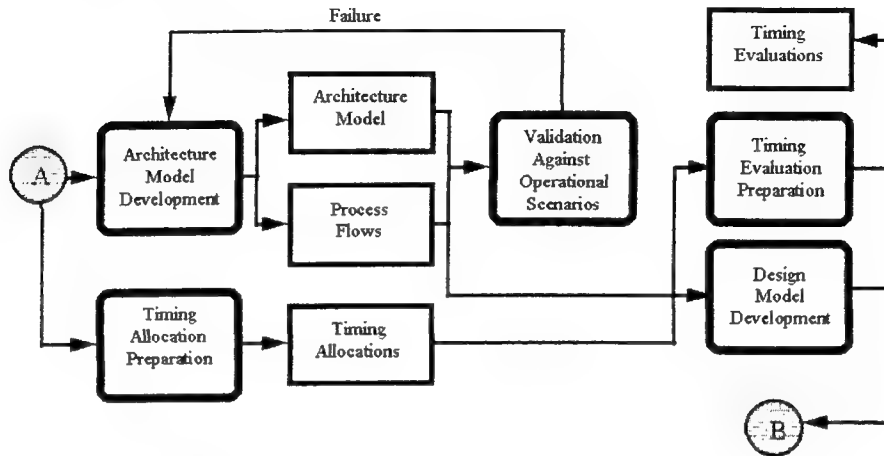 Failure
Timing
Evaluations
Architecture
Model
A
Architecture
Model
Development
Validation
Against
Operational
Scenarios
Timing
Evaluation
Preparation
Process
Flows
Design
Model
Development
Timing
Allocation
Preparation
Timing
Allocations
B